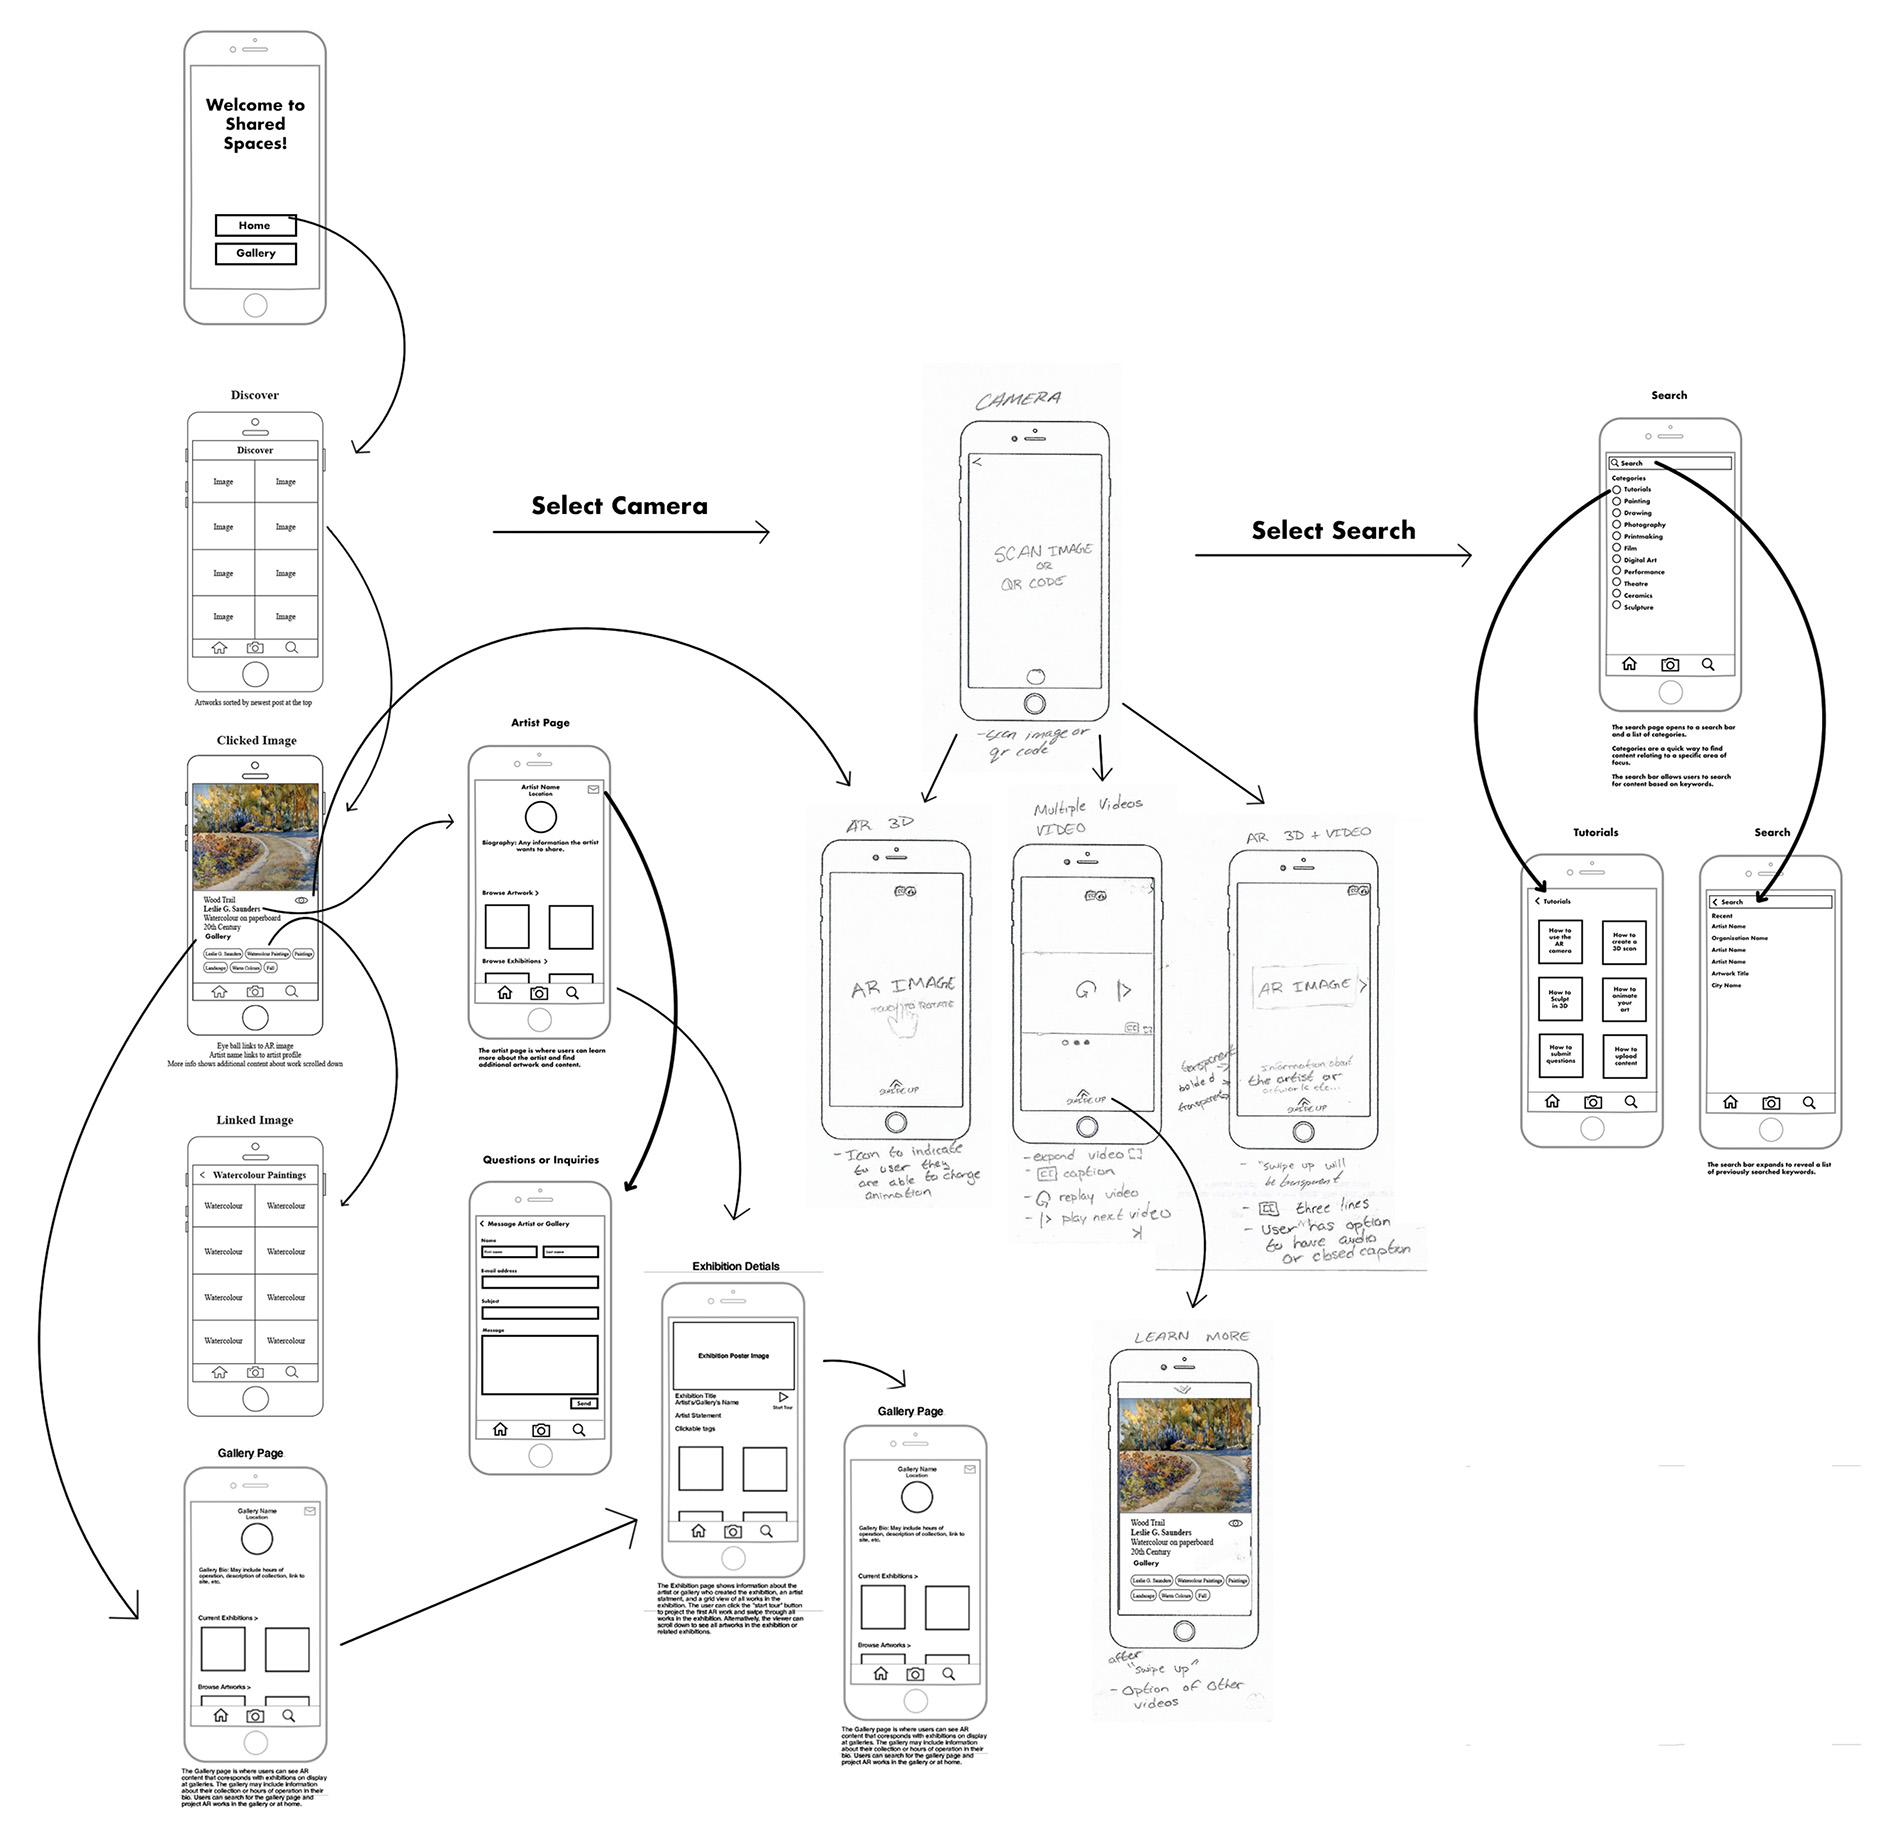 Welcome to
Shared
Spaces!
Home
Gallery
Discover
Discover
Image
Image
Image
Image
Image
Image
Image
Image
Artworks sorted by newest post at the top
Select Camera
CAMERA
<
SCAN IMAGE
OR
QR CODE
-scan image or
qr code
Select Search
Search
Search
Categories
Tutorials
Painting
Drawing
Photography
Printmaking
Film
Digital Art
Performance
Theatre
Ceramics
Sculpture
The search page opens to a search bar
and a list of categories.
Categories are a quick way to find
content relating to a specific area of
focus.
The search bar allows users to search
for content based on keywords.
Clicked Image
Wood Trail
Leslie G. Saunders
Watercolour on paperboard
20th Century
Gallery
Leslie G. Saunders
Watercolour Paintings
Paintings
Landscape
Warm Colours
Fall
Eye ball links to AR image
Artist name links to artist profile
More info shows additional content about work scrolled down
Artist Page
Artist Name
Location
Biography: Any information the artist
wants to share.
Browse Artwork >
Browse Exhibitions >
The artist page is where users can learn
more about the artist and find
additional artwork and content.
AR 3D
CC
AR IMAGE
TOUCH TO ROTATE
SWIPE UP
- Icon to indicate
to user they
are able to change
animation
Multiple Videos
VIDEO
CC
CC
SWIPE UP
-expand video [ ]
- CC caption
- replay video
- |> play next video
>|
AR 3D + VIDEO
CC
AR IMAGE >
transparent →
bolded →
transparent →
information about
the artist or
artwork etc...
SWIPE UP
- "swipe up will
be transparent
- CC three lines
- User has option
to have audio
or closed caption
Tutorials
< Tutorials
How to
use the
AR
camera
How to
create a
3D scan
How to
Sculpt
in 3D
How to
animate
your
art
How to
submit
questions
How to
upload
content
Search
< Search
Recent
Artist Name
Organisation Name
Artist Name
Artist Name
Artwork Title
City Name
The search bar expands to reveal a list
of previously searched keywords.
Linked Image
< Watercolour Paintings
Watercolour
Watercolour
Watercolour
Watercolour
Watercolour
Watercolour
Watercolour
Watercolour
Questions or Inquiries
< Message Artist or Gallery
Name
First name
Last name
E-mail address
Subject
Message
Send
Exhibition Detials
Exhibition Poster Image
Exhibition Title
Artist's/Gallery's Name
Start Tour
Artist Statement
Clickable tags
The Exhibition page shows information about the
artist or gallery who created the exhibition, an artist
statment, and a grid view of all works in the
exhibition. The user can click the "start tour" button
to project the first AR work and swipe through all
works in the exhibition. Alternatively, the viewer can
scroll down to see all artworks in the exhibition or
related exhibitions.
Gallery Page
Gallery Name
Location
Gallery Bio: May include hours of
operation, description of collection, link to
site, etc.
Current Exhibitions >
Browse Artworks >
The Gallery page is where users can see AR
content that coresponds with exhibitions on display
at galleries. The gallery may include information
about their collection or hours of operation in their
bio. Users can search for the gallery page and
project AR works in the gallery or at home.
LEARN MORE
Wood Trail
Leslie G. Saunders
Watercolour on paperboard
20th Century
Gallery
Leslie G. Saunders
Watercolour Paintings
Paintings
Landscape
Warm Colours
Fall
after
"swipe up"
- Option of other
videos
Gallery Page
Gallery Name
Location
Gallery Bio: May include hours of
operation, description of collection, link to
site, etc.
Current Exhibitions >
Browse Artworks >
The Gallery page is where users can see AR
content that coresponds with exhibitions on display
at galleries. The gallery may include information
about their collection or hours of operation in their
bio. Users can search for the gallery page and
project AR works in the gallery or at home.